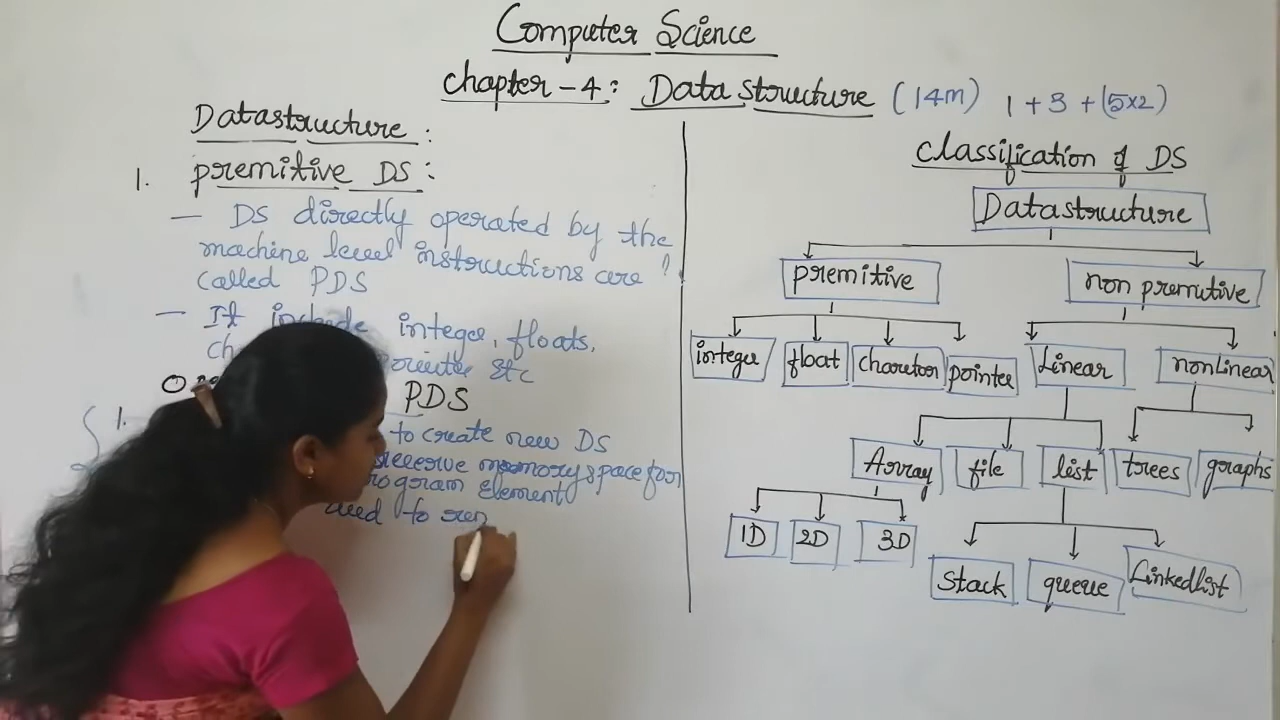 Computer Science
chapter - 4 : Data structure (14m) 1 + 3 + (5x2)
Datastructure :
1. premitive DS :
— DS directly operated by the
machine level instructions are
called PDS
— It include integer, floats,
pointer etc
PDS
1.
to create new DS
reserve memory space for
program element
used to
classification of DS
Datastructure
premitive non premitive
integer float pointer Linear nonlinear
Array file list trees graphs
1D 2D 3D
Stack queue Linkedlist